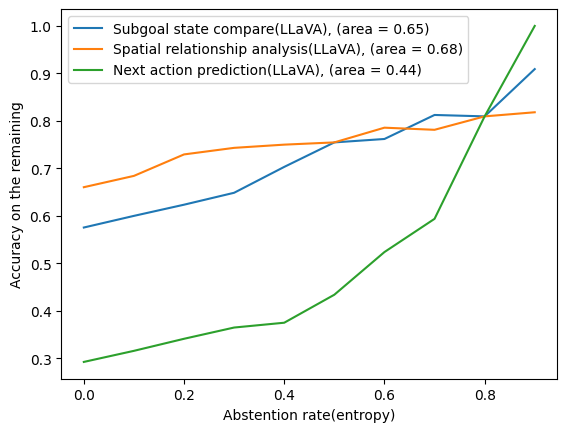 Subgoal state compare(LLaVA), (area = 0.65)
Spatial relationship analysis(LLaVA), (area = 0.68)
Next action prediction(LLaVA), (area = 0.44)
Accuracy on the remaining
1.0
0.9
0.8
0.7
0.6
0.5
0.4
0.3
0.0 0.2 0.4 0.6 0.8
Abstention rate(entropy)